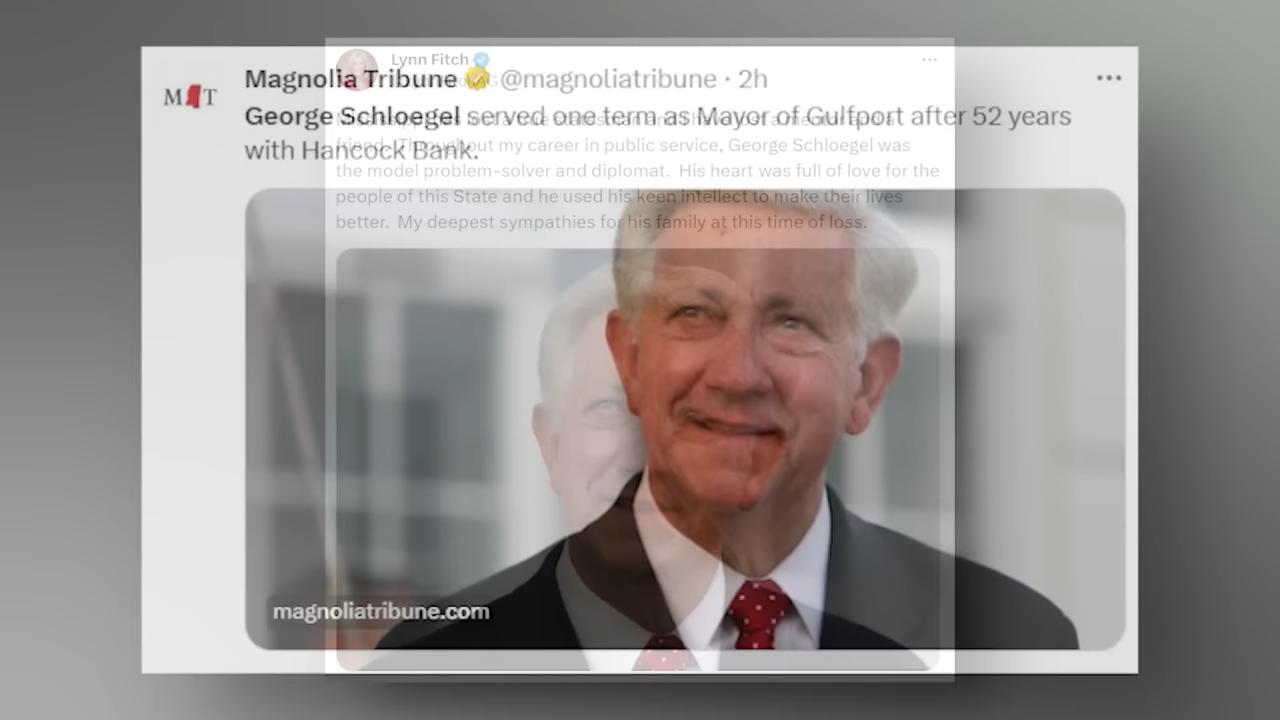 Lynn Fitch
M T
Magnolia Tribune @magnoliatribune · 2h
George Schloegel served one term as Mayor of Gulfport after 52 years
with Hancock Bank.
my career in public service, George Schloegel was
the model problem-solver and diplomat. His heart was full of love for the
people of this State and he used his keen intellect to make their lives
better. My deepest sympathies for his family at this time of loss.
magnoliatribune.com